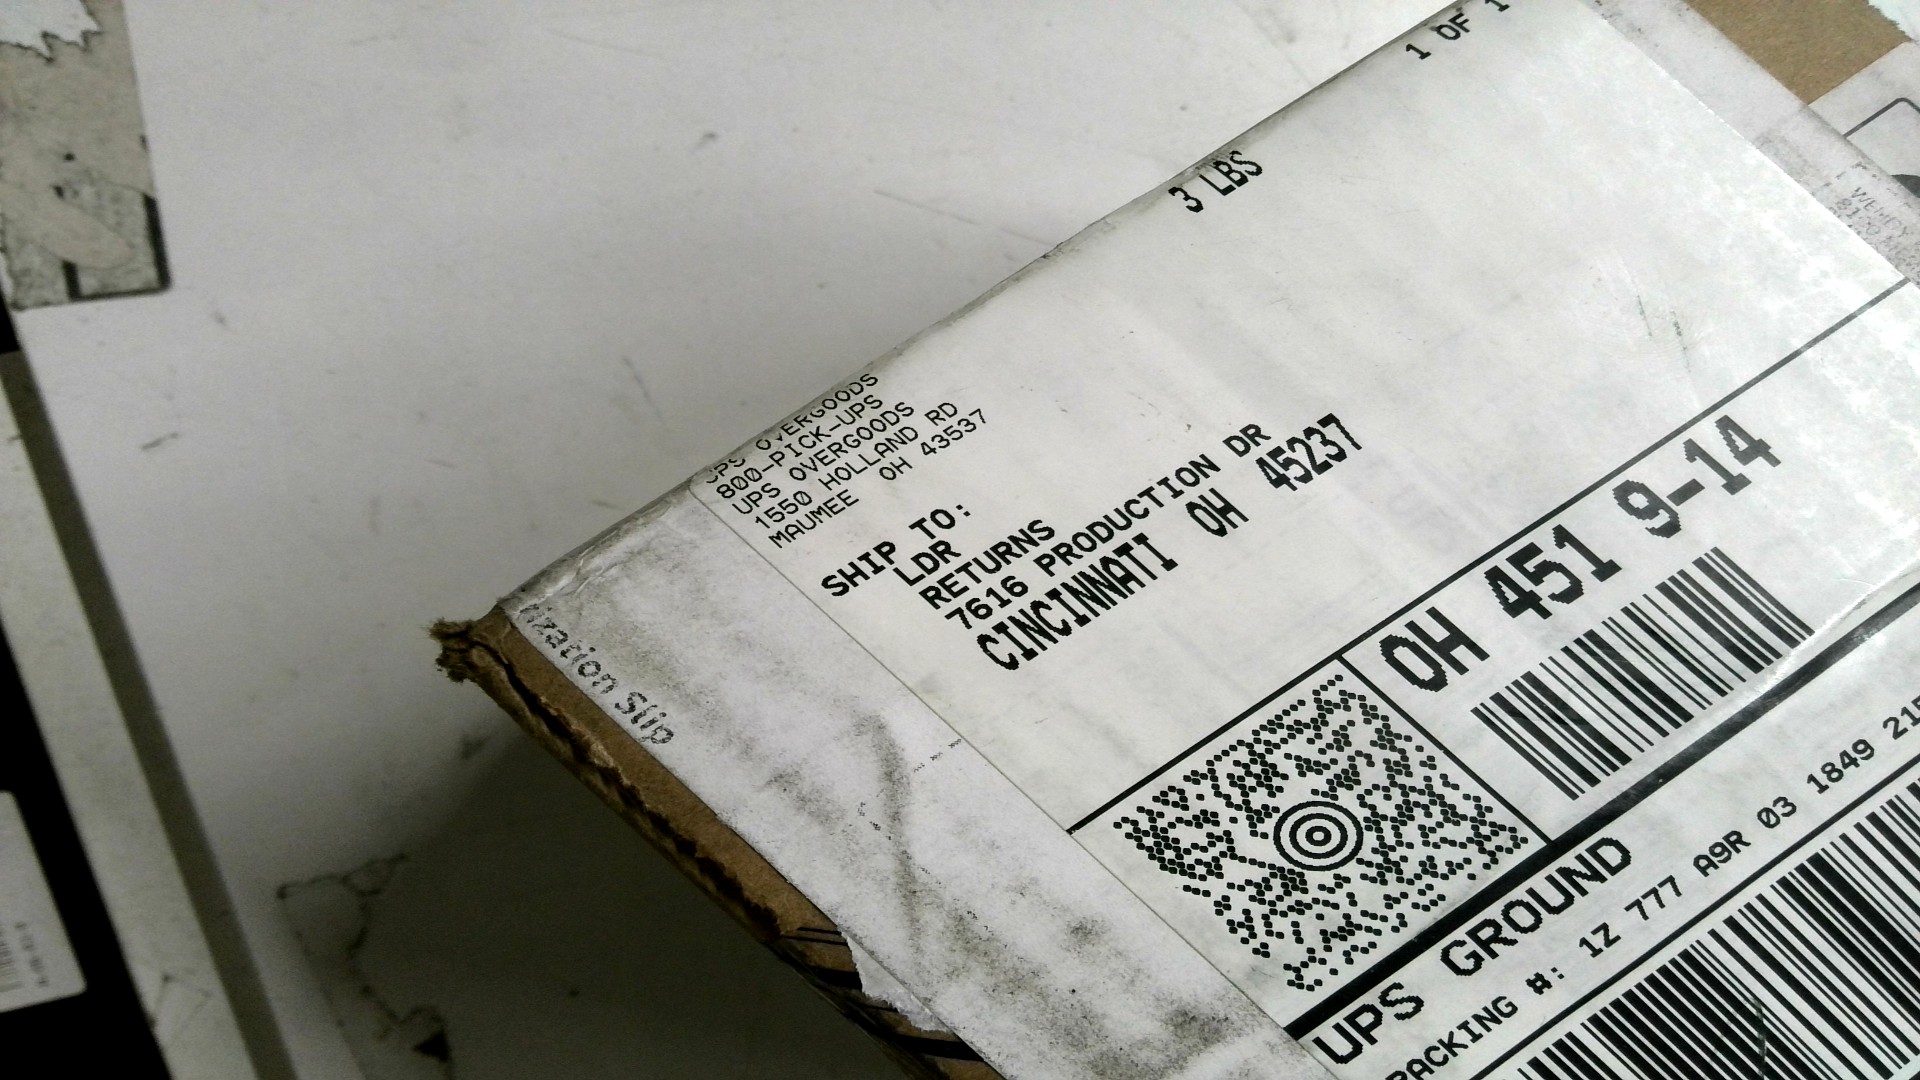 3 LBS
1 OF 1
UPS OVERGOODS
800-PICK-UPS
UPS OVERGOODS
1550 HOLLAND RD
MAUMEE OH 43537
SHIP TO:
LDR
RETURNS
7616 PRODUCTION DR
CINCINNATI OH 45237
OH 451 9-14
UPS GROUND
RACKING #: 1Z 777 A9R 03 1849 215
ization Slip